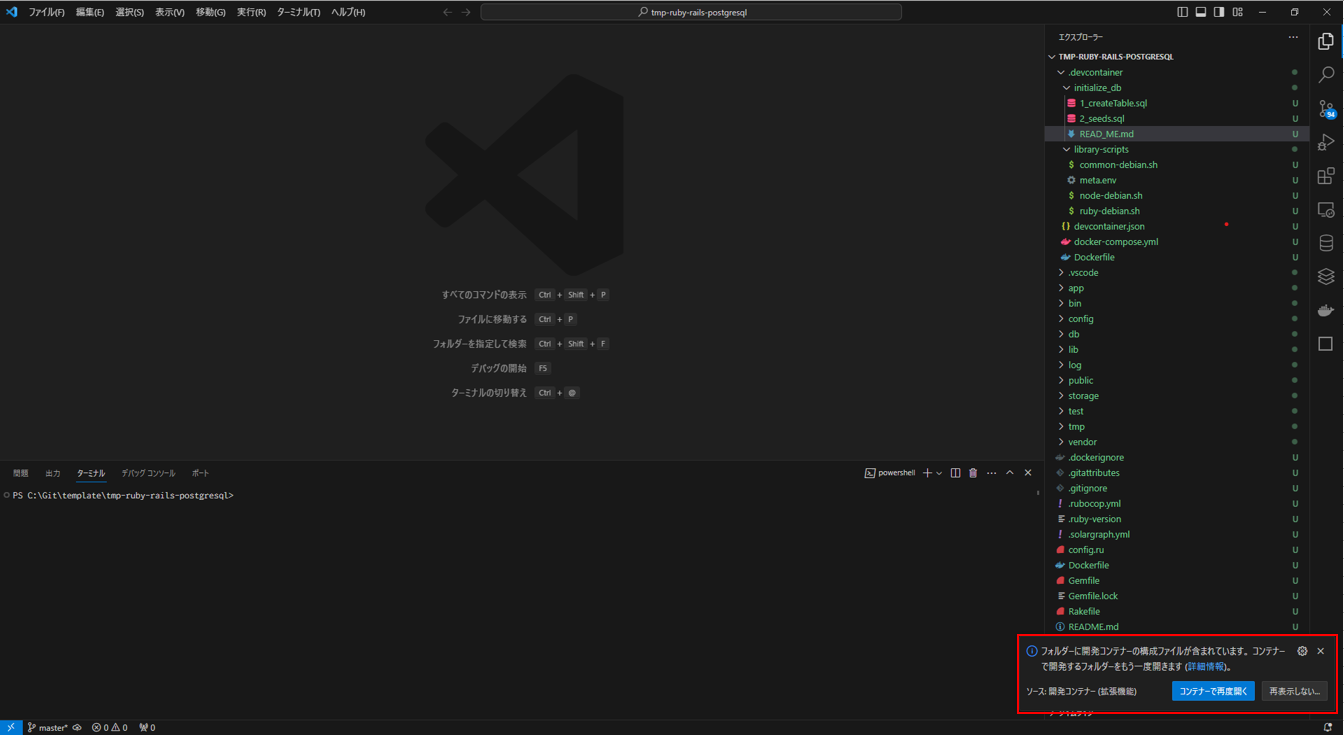 ファイル(F) 編集(E) 選択(S) 表示(V) 移動(G) 実行(R) ターミナル(T) ヘルプ(H)
tmp-ruby-rails-postgresql
すべてのコマンドの表示 Ctrl + Shift + P
ファイルに移動する Ctrl + P
フォルダーを指定して検索 Ctrl + Shift + F
デバッグの開始 F5
ターミナルの切り替え Ctrl + @
問題 出力 ターミナル デバッグ コンソール ポート
powershell
PS C:\Git\template\tmp-ruby-rails-postgresql>
エクスプローラー
TMP-RUBY-RAILS-POSTGRESQL
.devcontainer
initialize_db
1_createTable.sql U
2_seeds.sql U
READ_ME.md U
library-scripts
common-debian.sh U
meta.env U
node-debian.sh U
ruby-debian.sh U
devcontainer.json U
docker-compose.yml U
Dockerfile U
.vscode
app
bin
config
db
lib
log
public
storage
test
tmp
vendor
.dockerignore U
.gitattributes U
.gitignore U
.rubocop.yml U
.ruby-version U
.solargraph.yml U
config.ru U
Dockerfile U
Gemfile U
Gemfile.lock U
Rakefile U
README.md U
94
フォルダーに開発コンテナーの構成ファイルが含まれています。コンテナー
で開発するフォルダーをもう一度開きます (詳細情報)。
ソース: 開発コンテナー (拡張機能)
コンテナーで再度開く
再表示しない...
master* 0 0 0